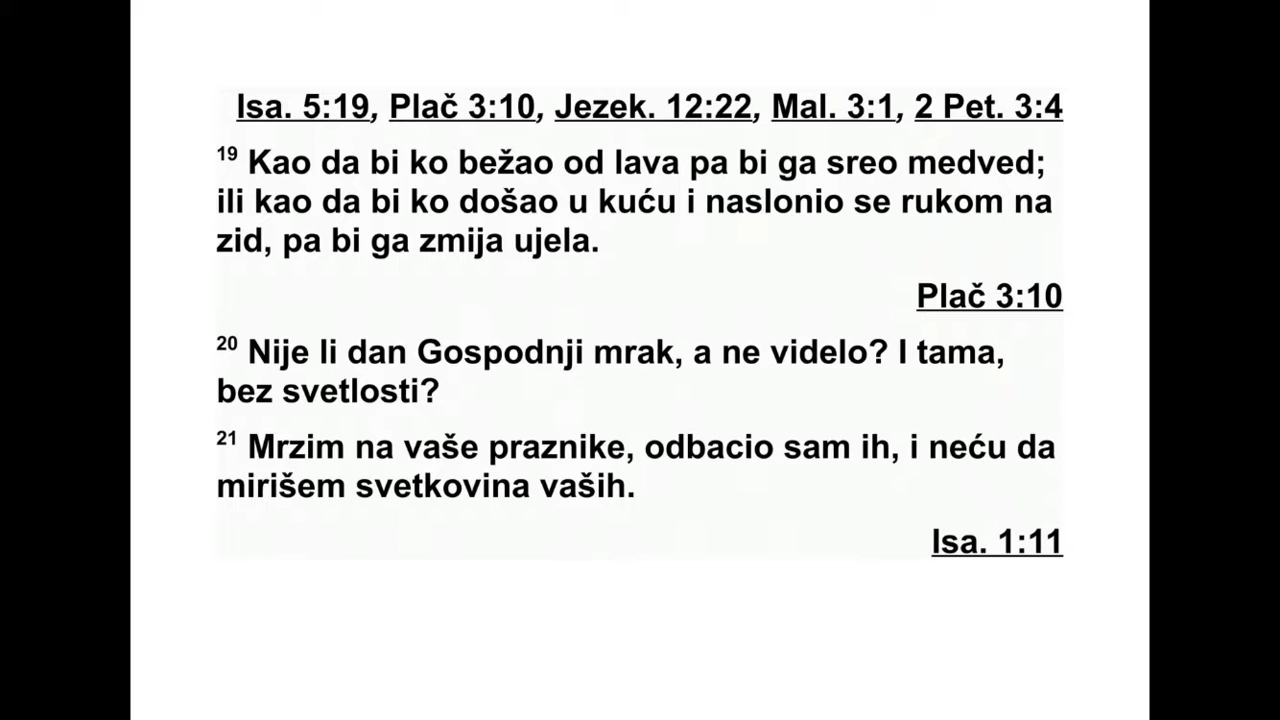 Isa. 5:19, Plač 3:10, Jezek. 12:22, Mal. 3:1, 2 Pet. 3:4
19 Kao da bi ko bežao od lava pa bi ga sreo medved;
ili kao da bi ko došao u kuću i naslonio se rukom na
zid, pa bi ga zmija ujela.
Plač 3:10
20 Nije li dan Gospodnji mrak, a ne videlo? I tama,
bez svetlosti?
21 Mrzim na vaše praznike, odbacio sam ih, i neću da
mirišem svetkovina vaših.
Isa. 1:11